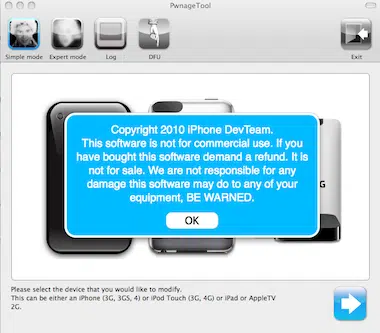 PwnageTool
Simple mode Expert mode Log DFU Exit
Copyright 2010 iPhone DevTeam.
This software is not for commercial use. If you
have bought this software demand a refund. It is
not for sale. We are not responsible for any
damage this software may do to any of your
equipment, BE WARNED.
G
OK
Please select the device that you would like to modify.
This can be either an iPhone (3G, 3GS, 4) or iPod Touch (3G, 4G) or iPad or AppleTV
2G.